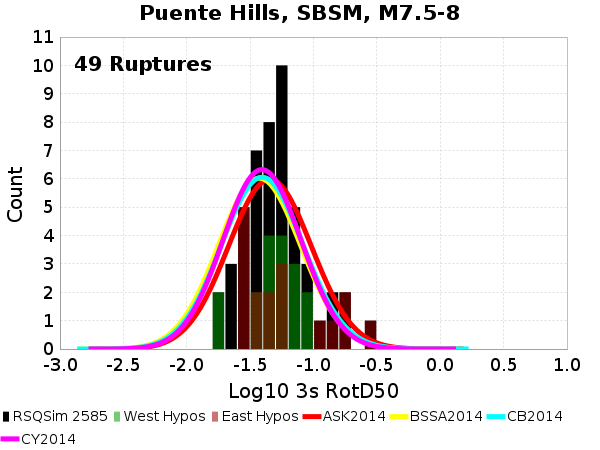 Puente Hills, SBSM, M7.5-8
49 Ruptures
11
10
9
8
7
6
5
4
3
2
1
0
Count
-3.0 -2.5 -2.0 -1.5 -1.0 -0.5 0.0 0.5 1.0
Log10 3s RotD50
RSQSim 2585 West Hypos East Hypos ASK2014 BSSA2014 CB2014
CY2014